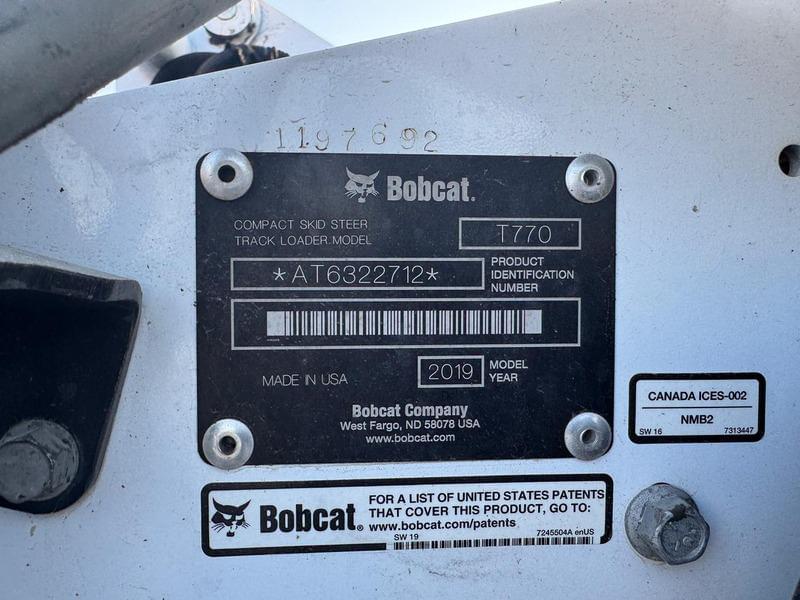 1197692
Bobcat.
COMPACT SKID STEER
TRACK LOADER MODEL
T770
*AT6322712*
PRODUCT
IDENTIFICATION
NUMBER
MADE IN USA
2019
MODEL
YEAR
Bobcat Company
West Fargo, ND 58078 USA
www.bobcat.com
CANADA ICES-002
NMB2
SW 16 7313447
Bobcat.
FOR A LIST OF UNITED STATES PATENTS
THAT COVER THIS PRODUCT, GO TO:
www.bobcat.com/patents
SW 19 7245504A enUS